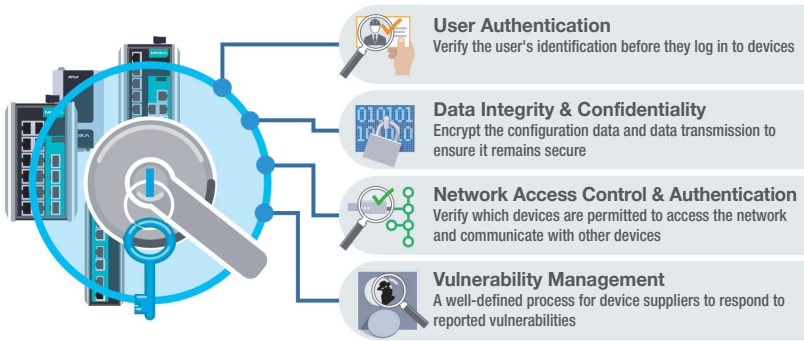 User Authentication
Verify the user's identification before they log in to devices
Data Integrity & Confidentiality
Encrypt the configuration data and data transmission to
ensure it remains secure
Network Access Control & Authentication
Verify which devices are permitted to access the network
and communicate with other devices
Vulnerability Management
A well-defined process for device suppliers to respond to
reported vulnerabilities
MOXA